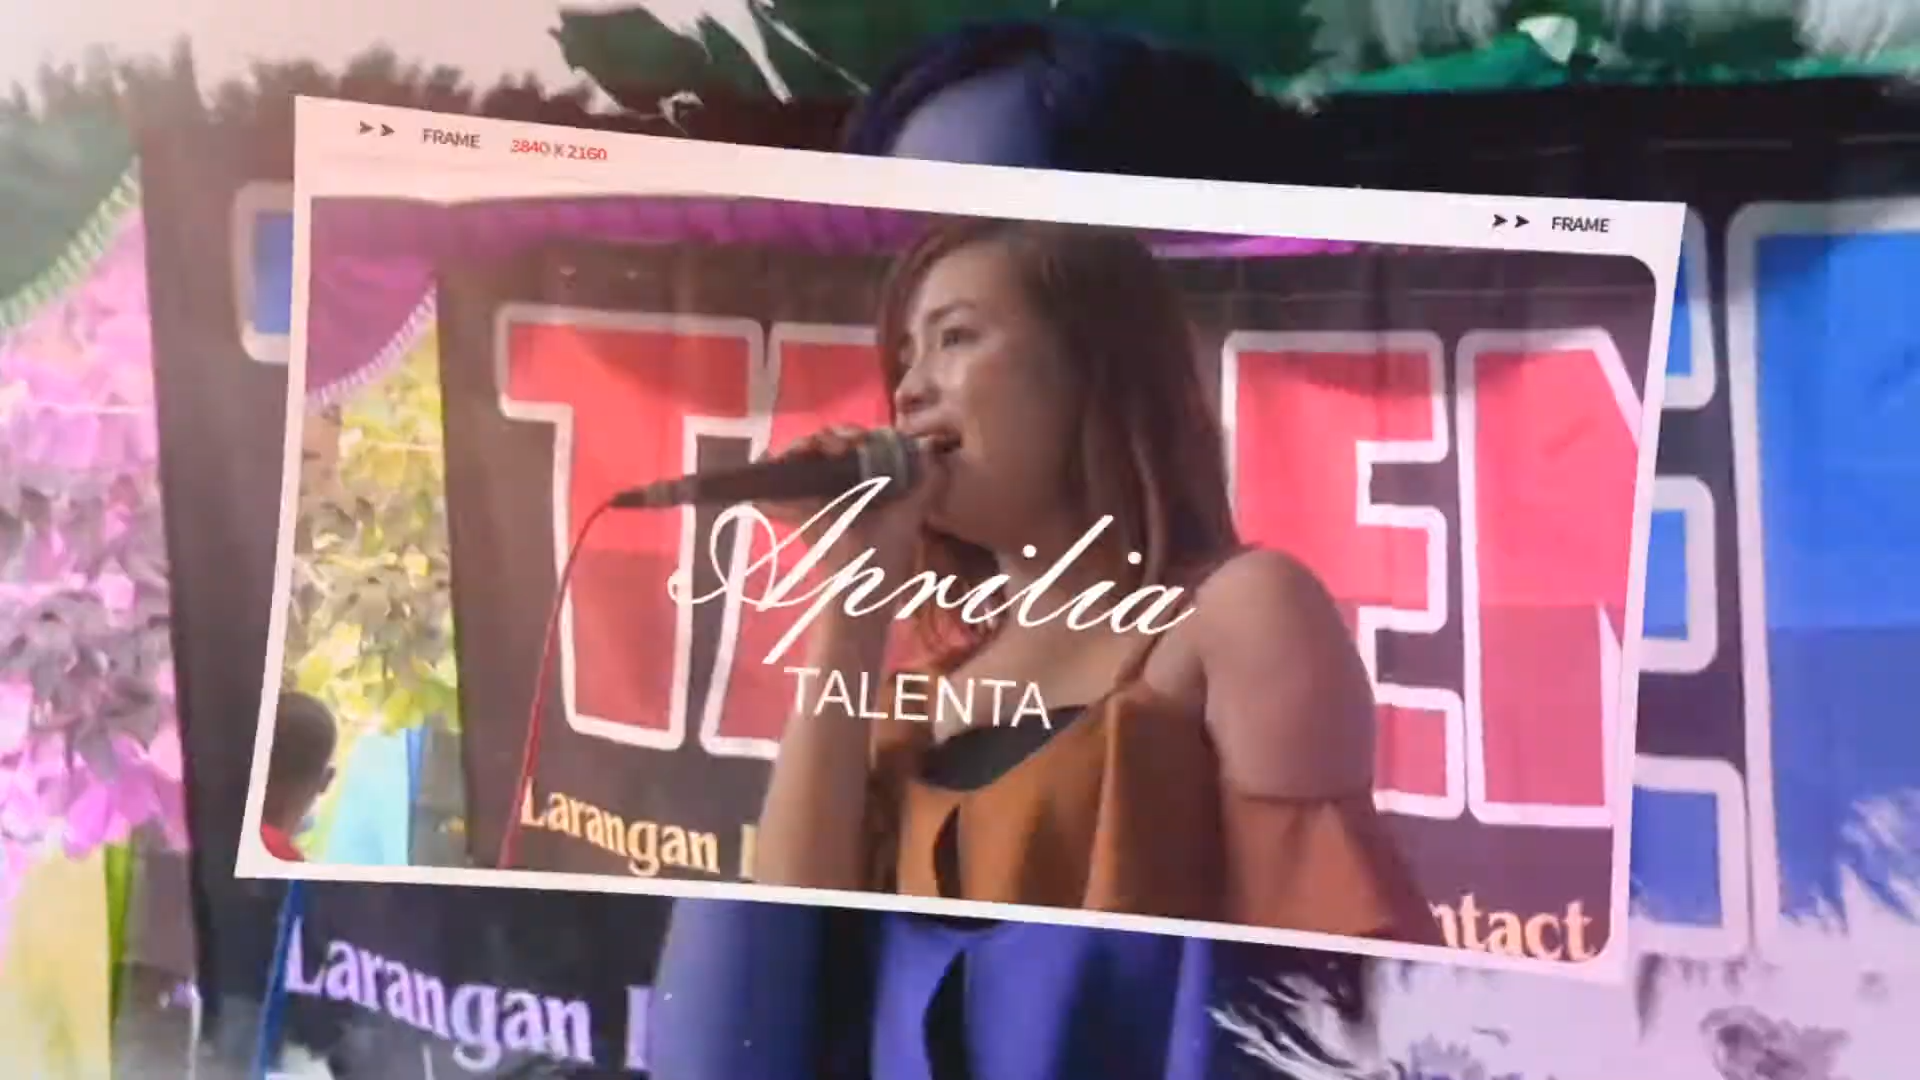 FRAME 3840 X 2160
FRAME
Aprilia
TALENTA
Larangan
ntact
Larangan